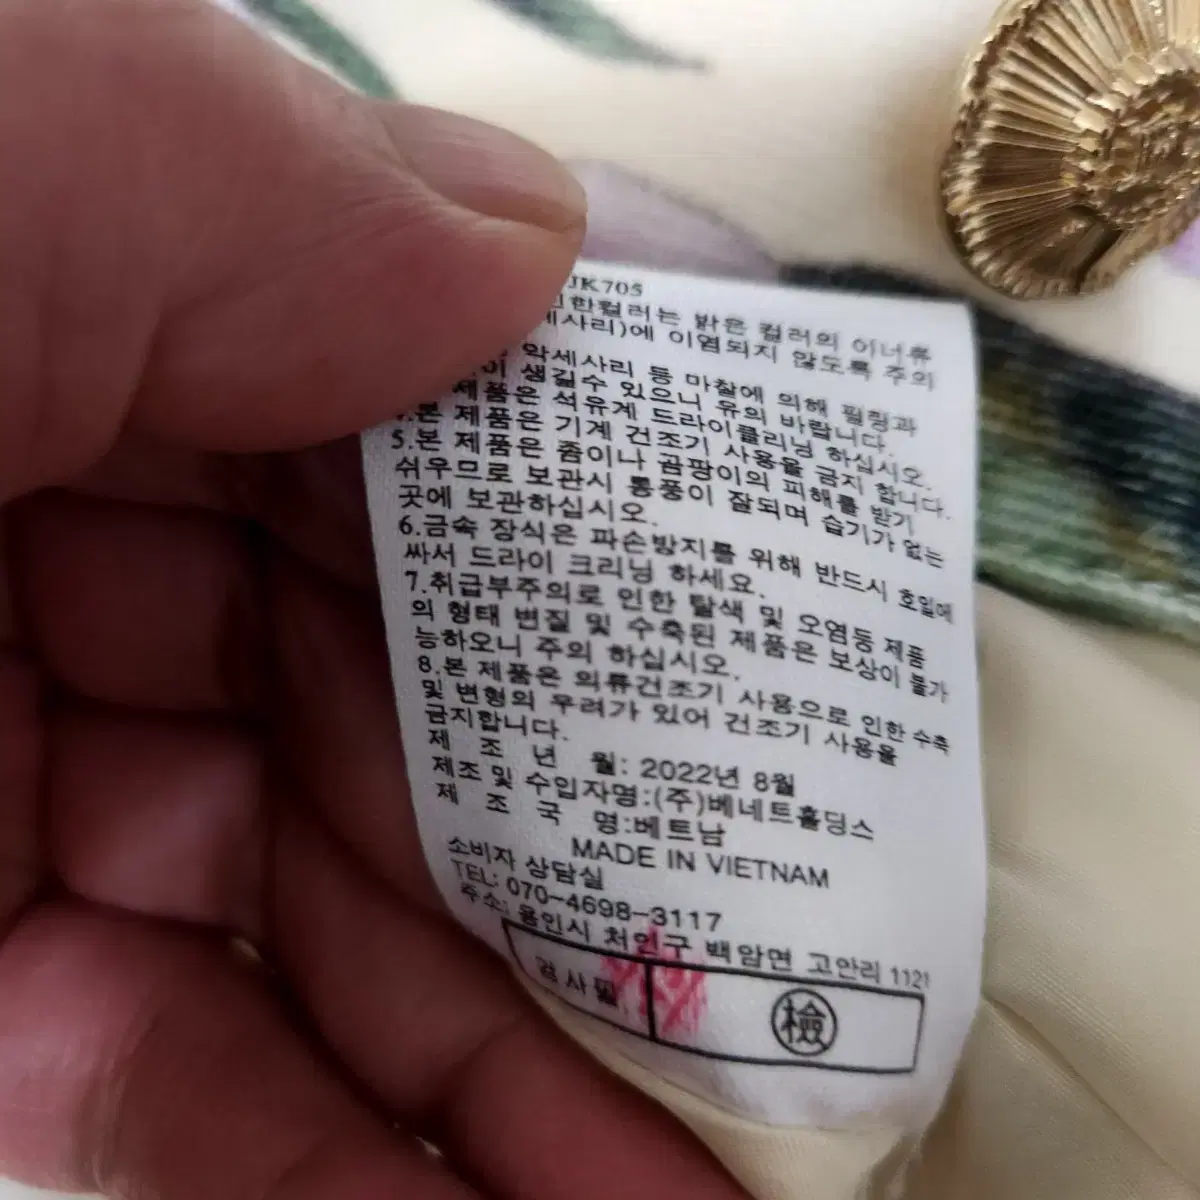 JK705
진한컬러는 밝은 컬러의 이너류
세사리)에 이염되지 않도록 주의
악세사리 등 마찰에 의해 필링과
이 생길수 있으니 유의 바랍니다.
제품은 석유계 드라이클리닝 하십시오.
본 제품은 기계 건조기 사용을 금지 합니다.
5.본 제품은 좀이나 곰팡이의 피해를 받기
쉬우므로 보관시 통풍이 잘되며 습기가 없는
곳에 보관하십시오.
6.금속 장식은 파손방지를 위해 반드시 호일에
싸서 드라이 크리닝 하세요.
7.취급부주의로 인한 탈색 및 오염등 제품
의 형태 변질 및 수축된 제품은 보상이 불가
능하오니 주의 하십시오.
8.본 제품은 의류건조기 사용으로 인한 수축
및 변형의 우려가 있어 건조기 사용을
금지합니다.
제 조 년 월: 2022년 8월
제조 및 수입자명:(주)베네트홀딩스
제 조 국 명:베트남
MADE IN VIETNAM
소비자 상담실
TEL: 070-4698-3117
주소: 용인시 처인구 백암면 고안리 1121
검사필
檢